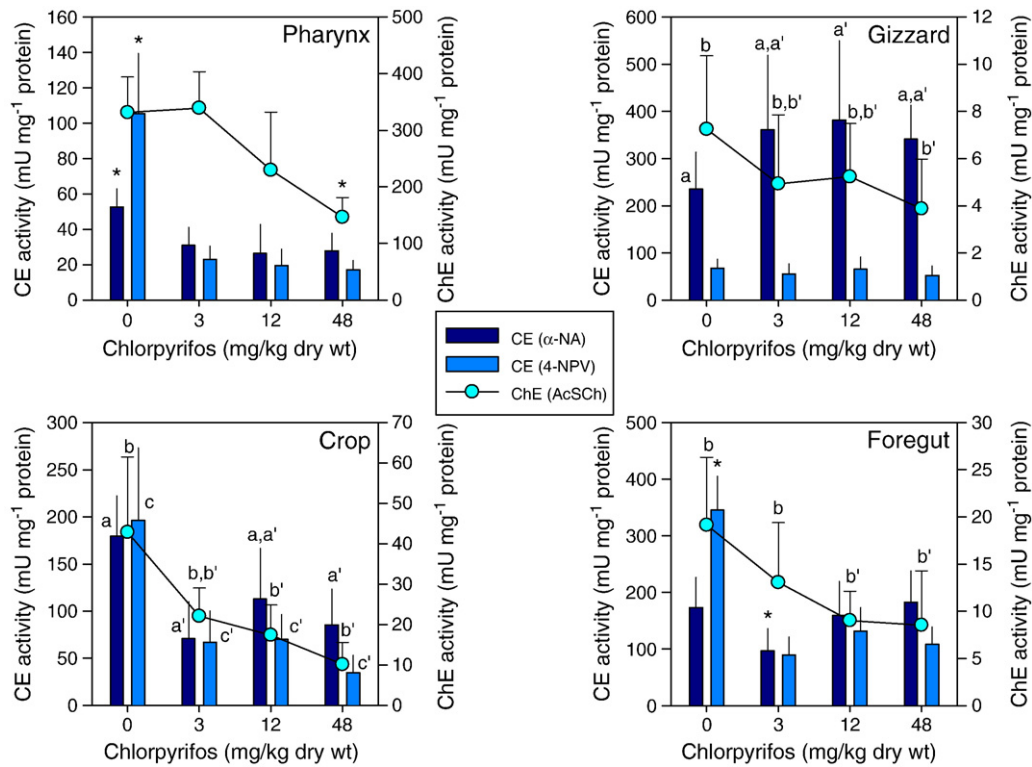 Pharynx
CE activity (mU mg-1 protein)
160
140
120
100
80
60
40
20
0
500
400
300
200
100
0
ChE activity (mU mg-1 protein)
*
*
*
0 3 12 48
Chlorpyrifos (mg/kg dry wt)
Gizzard
CE activity (mU mg-1 protein)
600
500
400
300
200
100
0
12
10
8
6
4
2
0
ChE activity (mU mg-1 protein)
b
a
a,a'
b,b'
a'
b,b'
a,a'
b'
0 3 12 48
Chlorpyrifos (mg/kg dry wt)
CE (α-NA)
CE (4-NPV)
ChE (AcSCh)
Crop
CE activity (mU mg-1 protein)
300
250
200
150
100
50
0
70
60
50
40
30
20
10
0
ChE activity (mU mg-1 protein)
b
a
c
b,b'
a'
c'
a,a'
b'
c'
a'
b'
c'
0 3 12 48
Chlorpyrifos (mg/kg dry wt)
Foregut
CE activity (mU mg-1 protein)
500
400
300
200
100
0
30
25
20
15
10
5
0
ChE activity (mU mg-1 protein)
b
*
b
*
b'
b'
0 3 12 48
Chlorpyrifos (mg/kg dry wt)